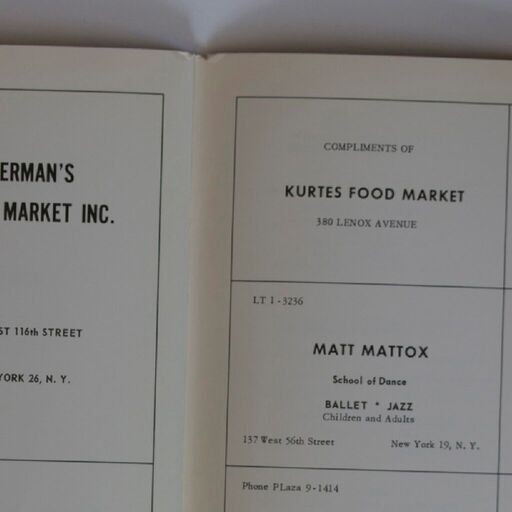 ERMAN'S
MARKET INC.
ST 116th STREET
YORK 26, N. Y.
COMPLIMENTS OF
KURTES FOOD MARKET
380 LENOX AVENUE
LT 1-3236
MATT MATTOX
School of Dance
BALLET * JAZZ
Children and Adults
137 West 56th Street New York 19, N. Y.
Phone PLaza 9-1414